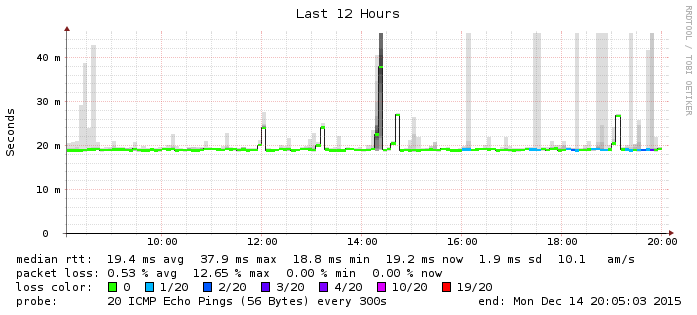 Last 12 Hours
RRDTOOL / TOBI OETIKER
Seconds
40 m
30 m
20 m
10 m
0
10:00 12:00 14:00 16:00 18:00 20:00
median rtt: 19.4 ms avg 37.9 ms max 18.8 ms min 19.2 ms now 1.9 ms sd 10.1 am/s
packet loss: 0.53 % avg 12.65 % max 0.00 % min 0.00 % now
loss color: 0 1/20 2/20 3/20 4/20 10/20 19/20
probe: 20 ICMP Echo Pings (56 Bytes) every 300s end: Mon Dec 14 20:05:03 2015